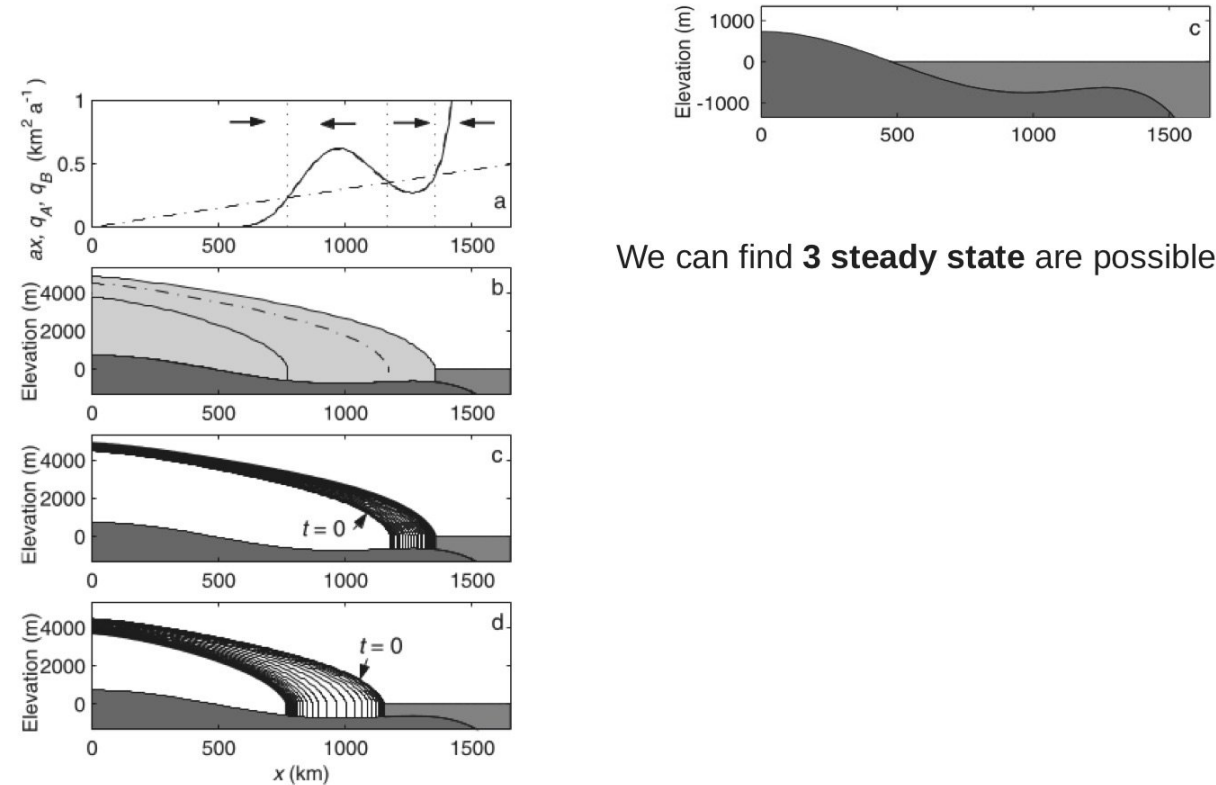 ax, qA, qB (km2 a-1)
1
0.5
0
a
0 500 1000 1500
Elevation (m)
4000
2000
0
b
0 500 1000 1500
Elevation (m)
4000
2000
0
c
t = 0
0 500 1000 1500
Elevation (m)
4000
2000
0
d
t = 0
0 500 1000 1500
x (km)
Elevation (m)
1000
0
-1000
c
0 500 1000 1500
We can find 3 steady state are possible